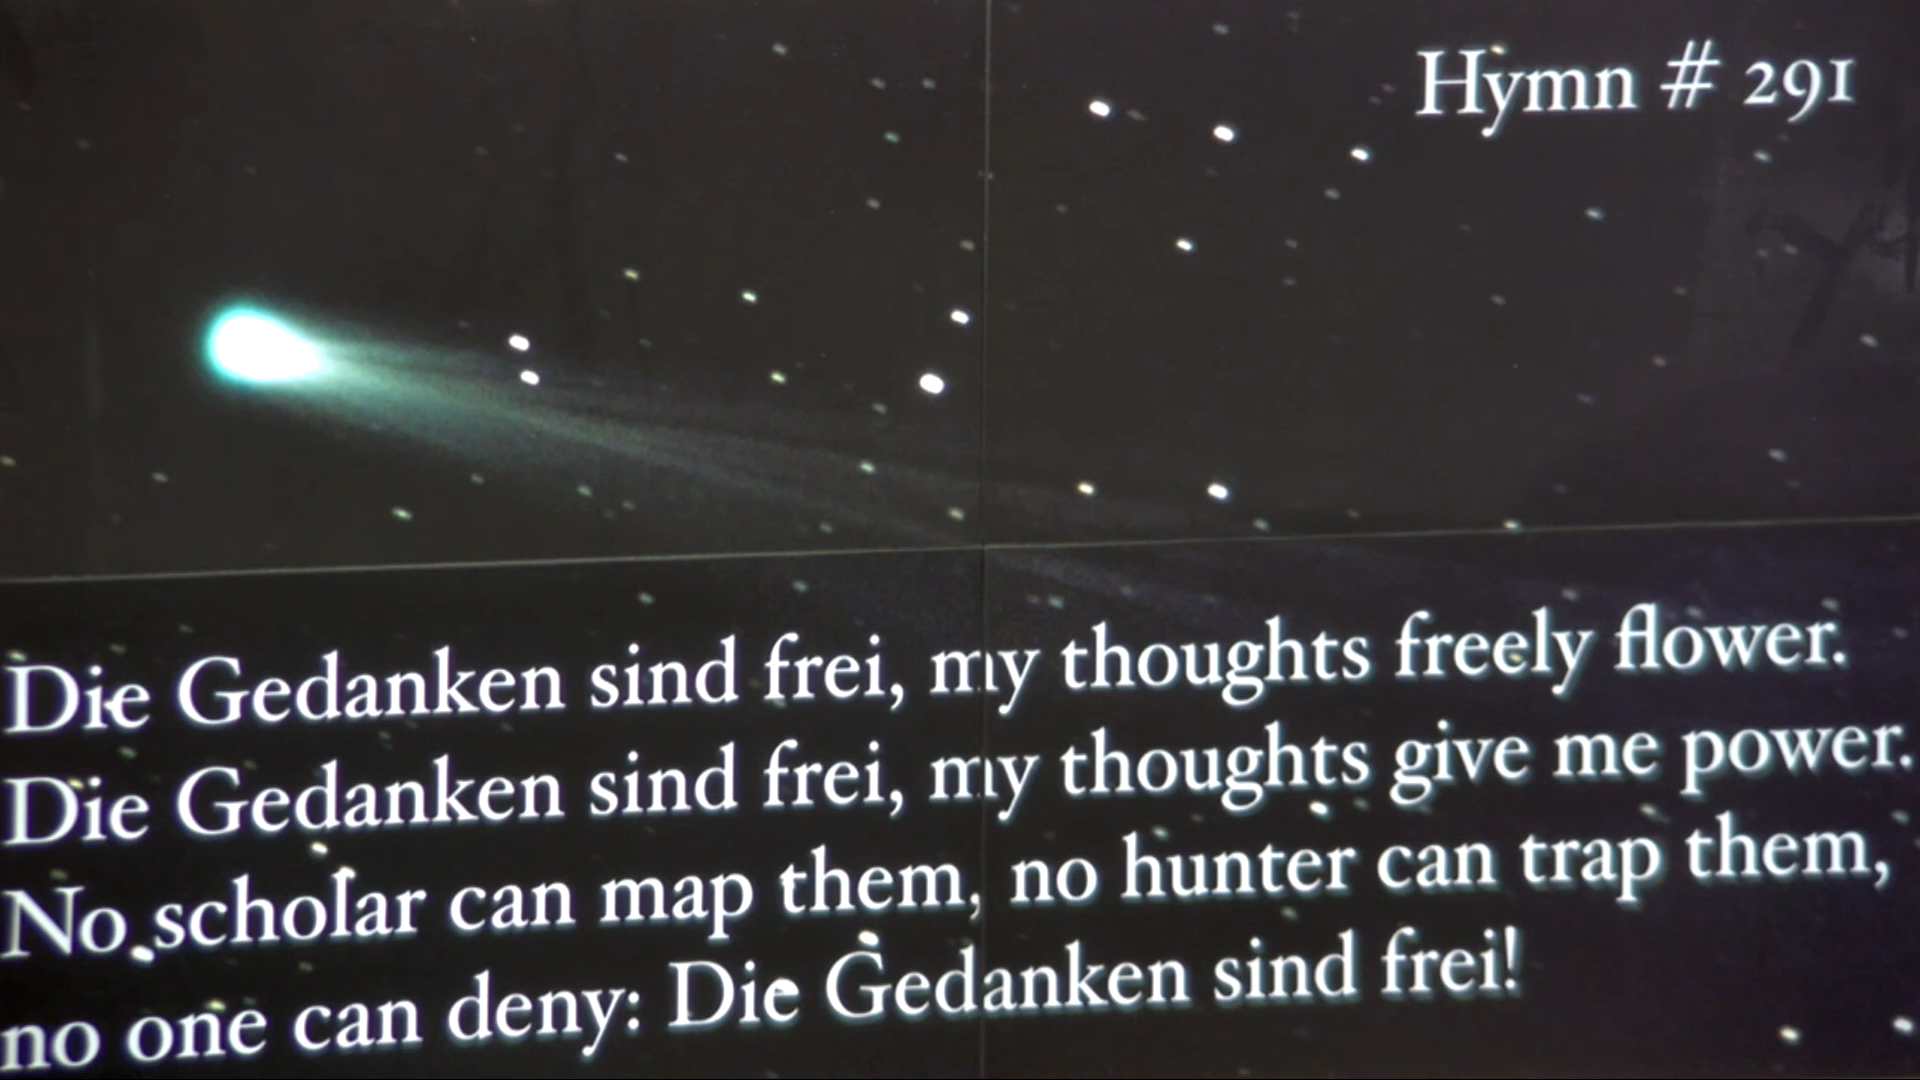 Hymn # 291
Die Gedanken sind frei, my thoughts freely flower.
Die Gedanken sind frei, my thoughts give me power.
No scholar can map them, no hunter can trap them,
no one can deny: Die Gedanken sind frei!